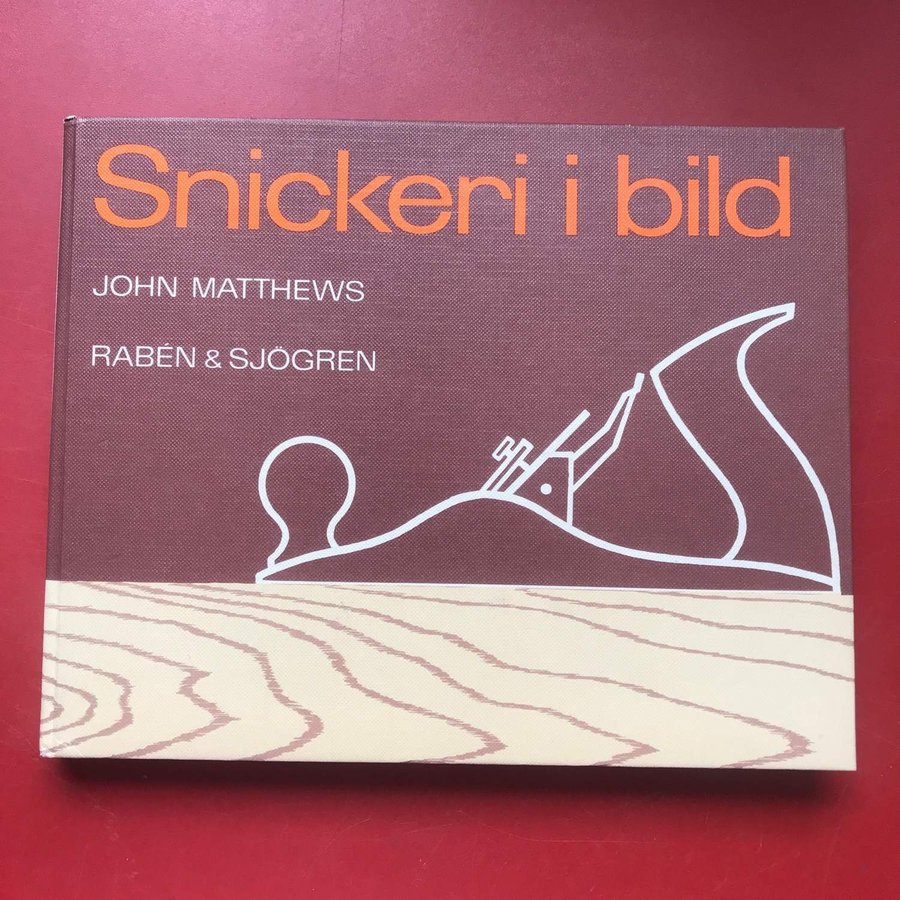 Snickeri i bild
JOHN MATTHEWS
RABÉN & SJÖGREN